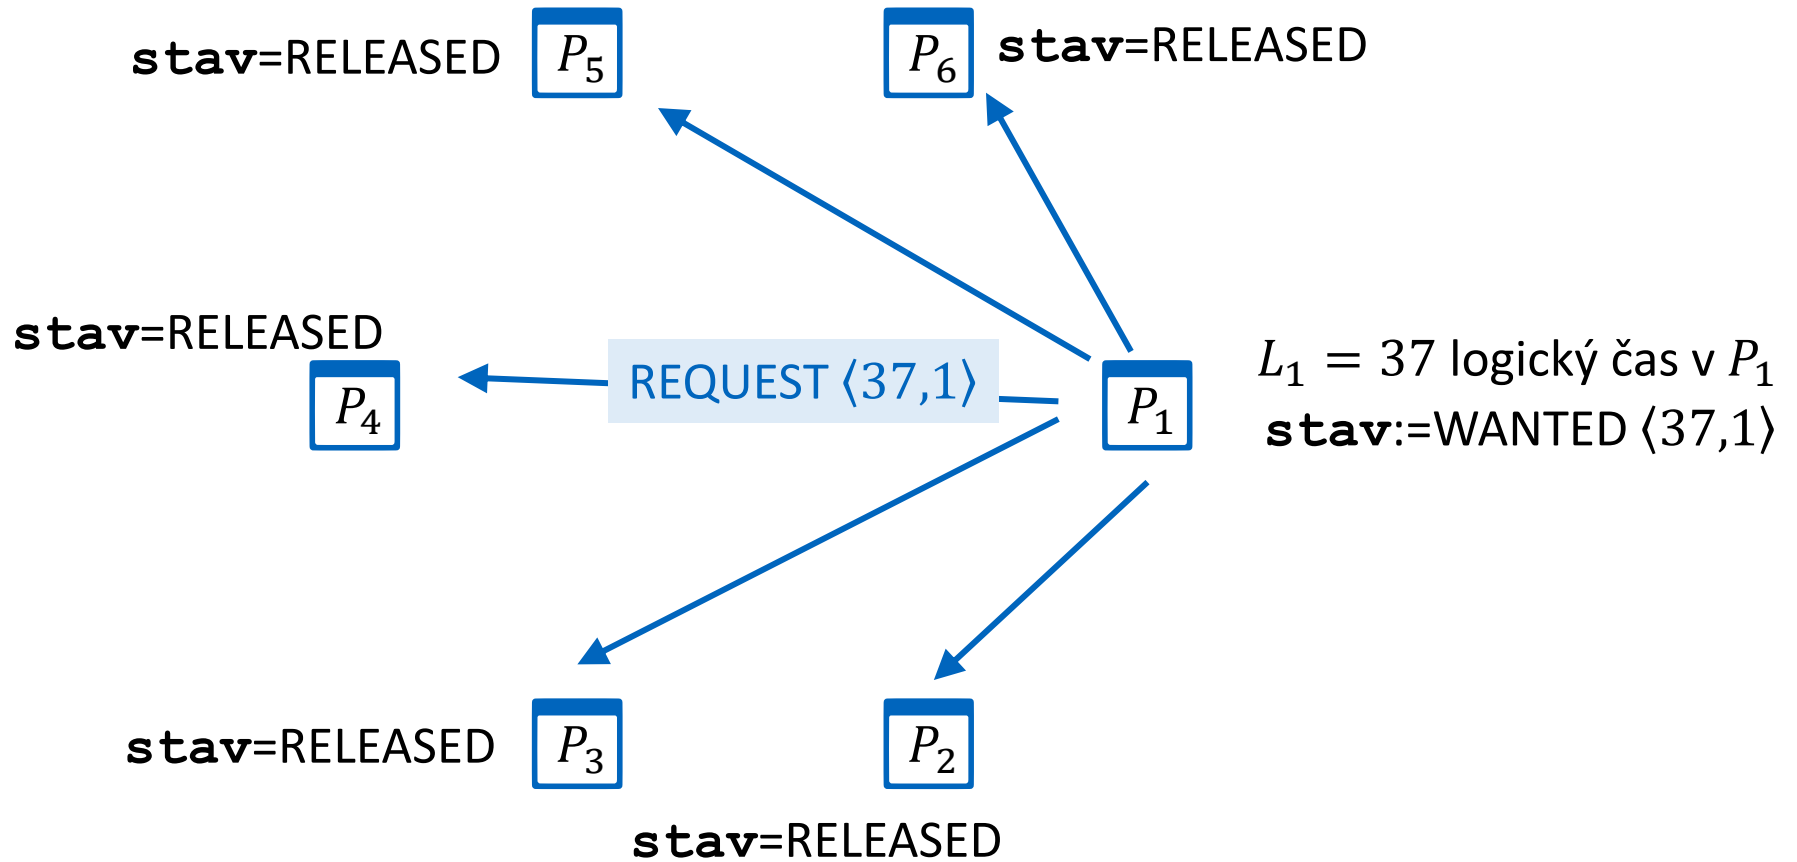 stav=RELEASED
P₅
P₆
stav=RELEASED
stav=RELEASED
P₄
REQUEST ⟨37,1⟩
P₁
L₁ = 37 logický čas v P₁
stav:=WANTED ⟨37,1⟩
stav=RELEASED
P₃
P₂
stav=RELEASED